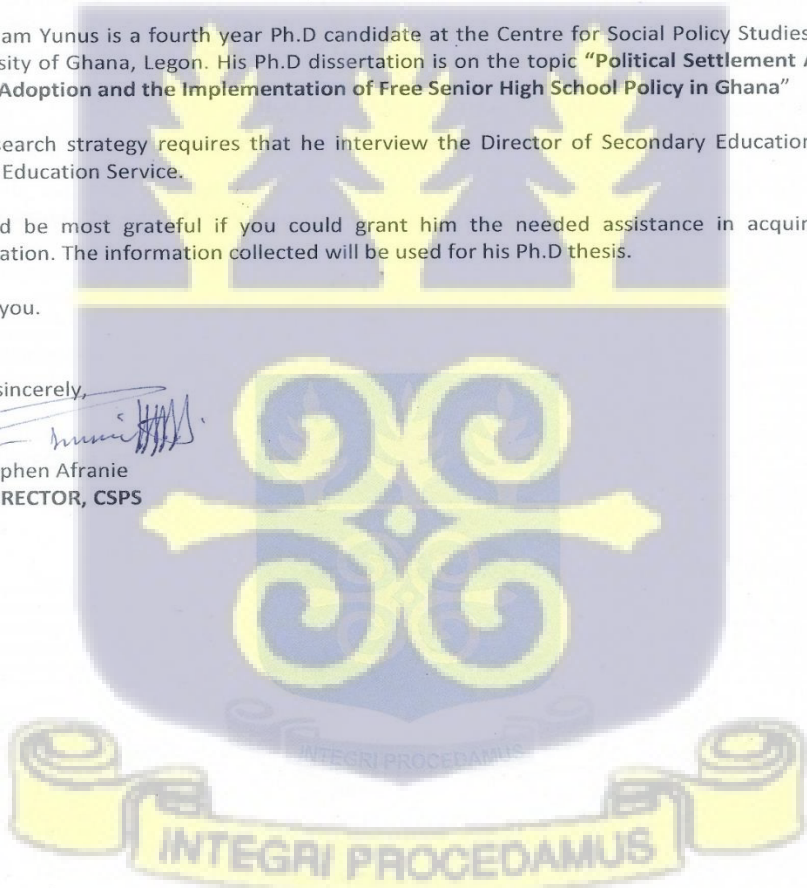 am Yunus is a fourth year Ph.D candidate at the Centre for Social Policy Studies
sity of Ghana, Legon. His Ph.D dissertation is on the topic “Political Settlement
Adoption and the Implementation of Free Senior High School Policy in Ghana”
search strategy requires that he interview the Director of Secondary Education
Education Service.
d be most grateful if you could grant him the needed assistance in acquir
ation. The information collected will be used for his Ph.D thesis.
you.
sincerely,
phen Afranie
RECTOR, CSPS
INTEGRI PROCEDAMUS
INTEGRI PROCEDAMUS